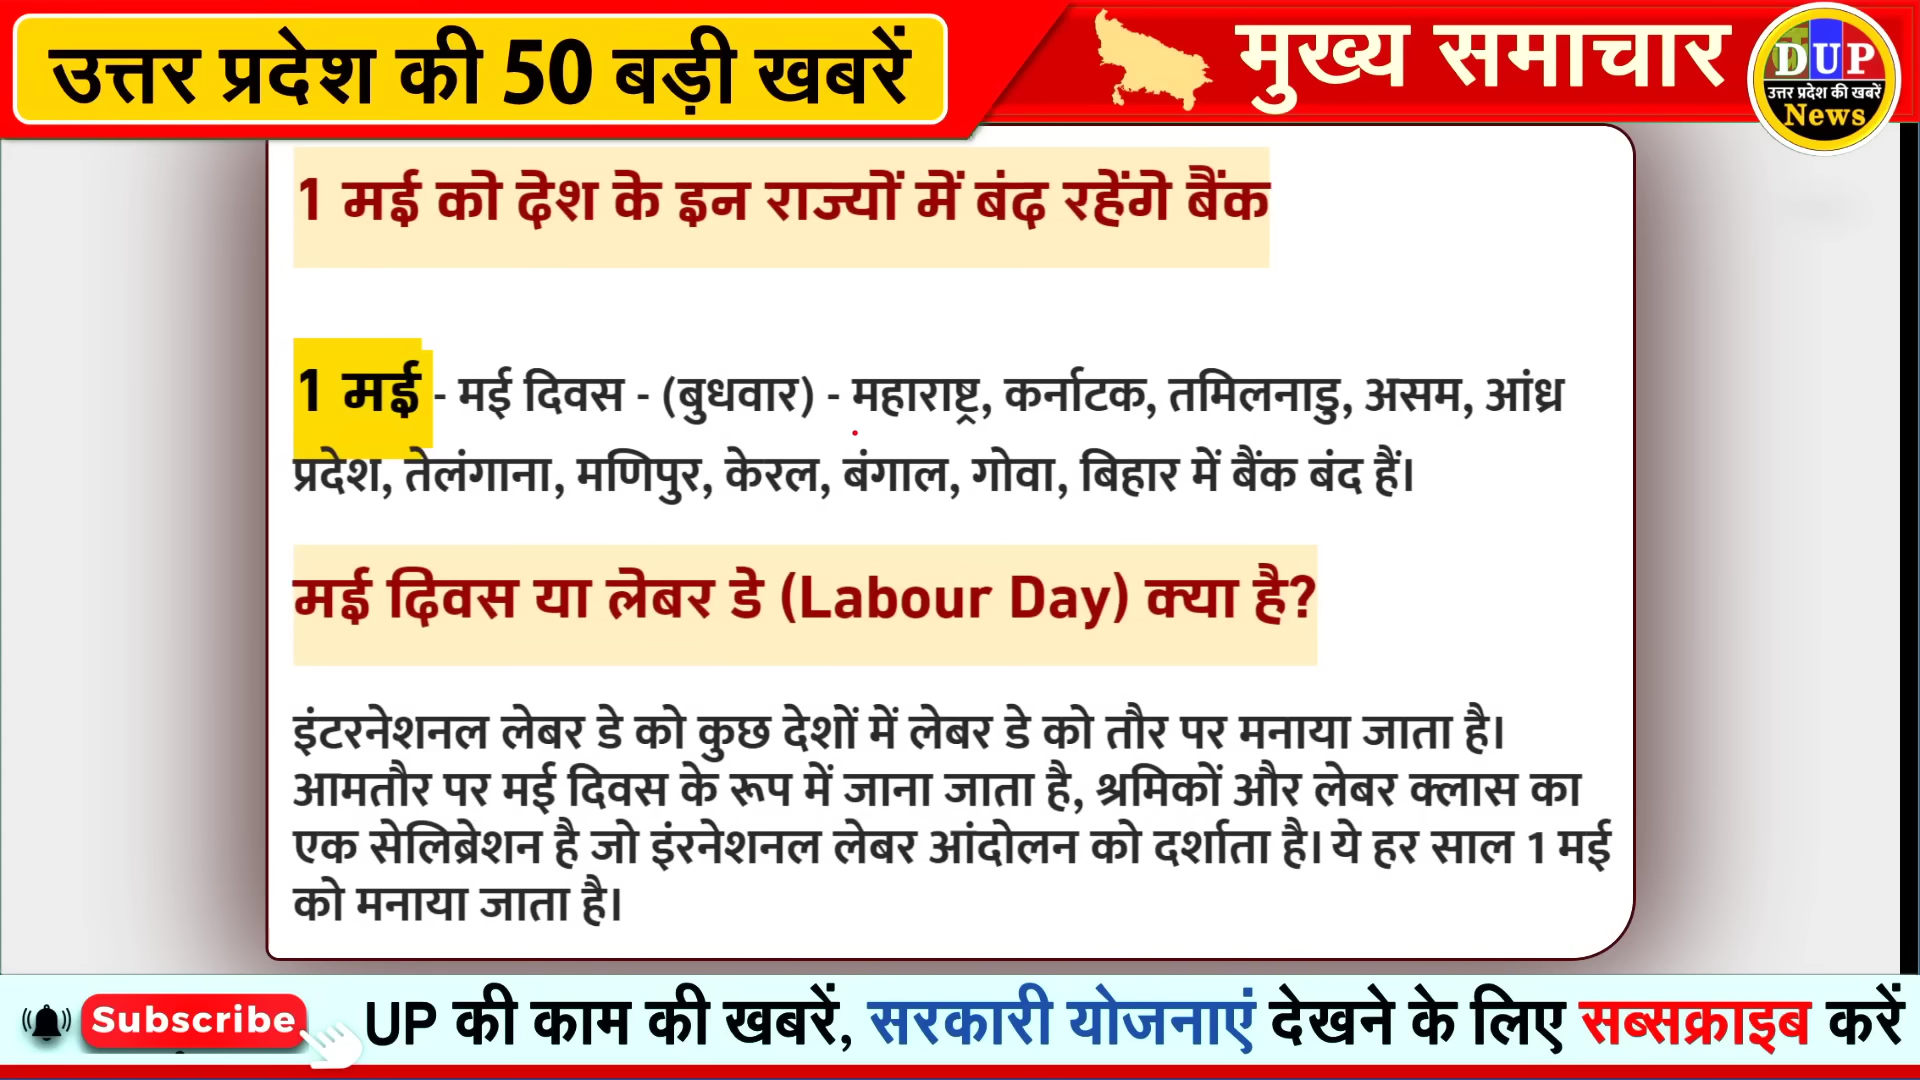 उत्तर प्रदेश की 50 बड़ी खबरें
मुख्य समाचार
DUP
उत्तर प्रदेश की खबरें
News
1 मई को देश के इन राज्यों में बंद रहेंगे बैंक
1 मई - मई दिवस - (बुधवार) - महाराष्ट्र, कर्नाटक, तमिलनाडु, असम, आंध्र
प्रदेश, तेलंगाना, मणिपुर, केरल, बंगाल, गोवा, बिहार में बैंक बंद हैं।
मई दिवस या लेबर डे (Labour Day) क्या है?
इंटरनेशनल लेबर डे को कुछ देशों में लेबर डे को तौर पर मनाया जाता है।
आमतौर पर मई दिवस के रूप में जाना जाता है, श्रमिकों और लेबर क्लास का
एक सेलिब्रेशन है जो इंरनेशनल लेबर आंदोलन को दर्शाता है। ये हर साल 1 मई
को मनाया जाता है।
Subscribe
UP की काम की खबरें, सरकारी योजनाएं देखने के लिए सब्सक्राइब करें